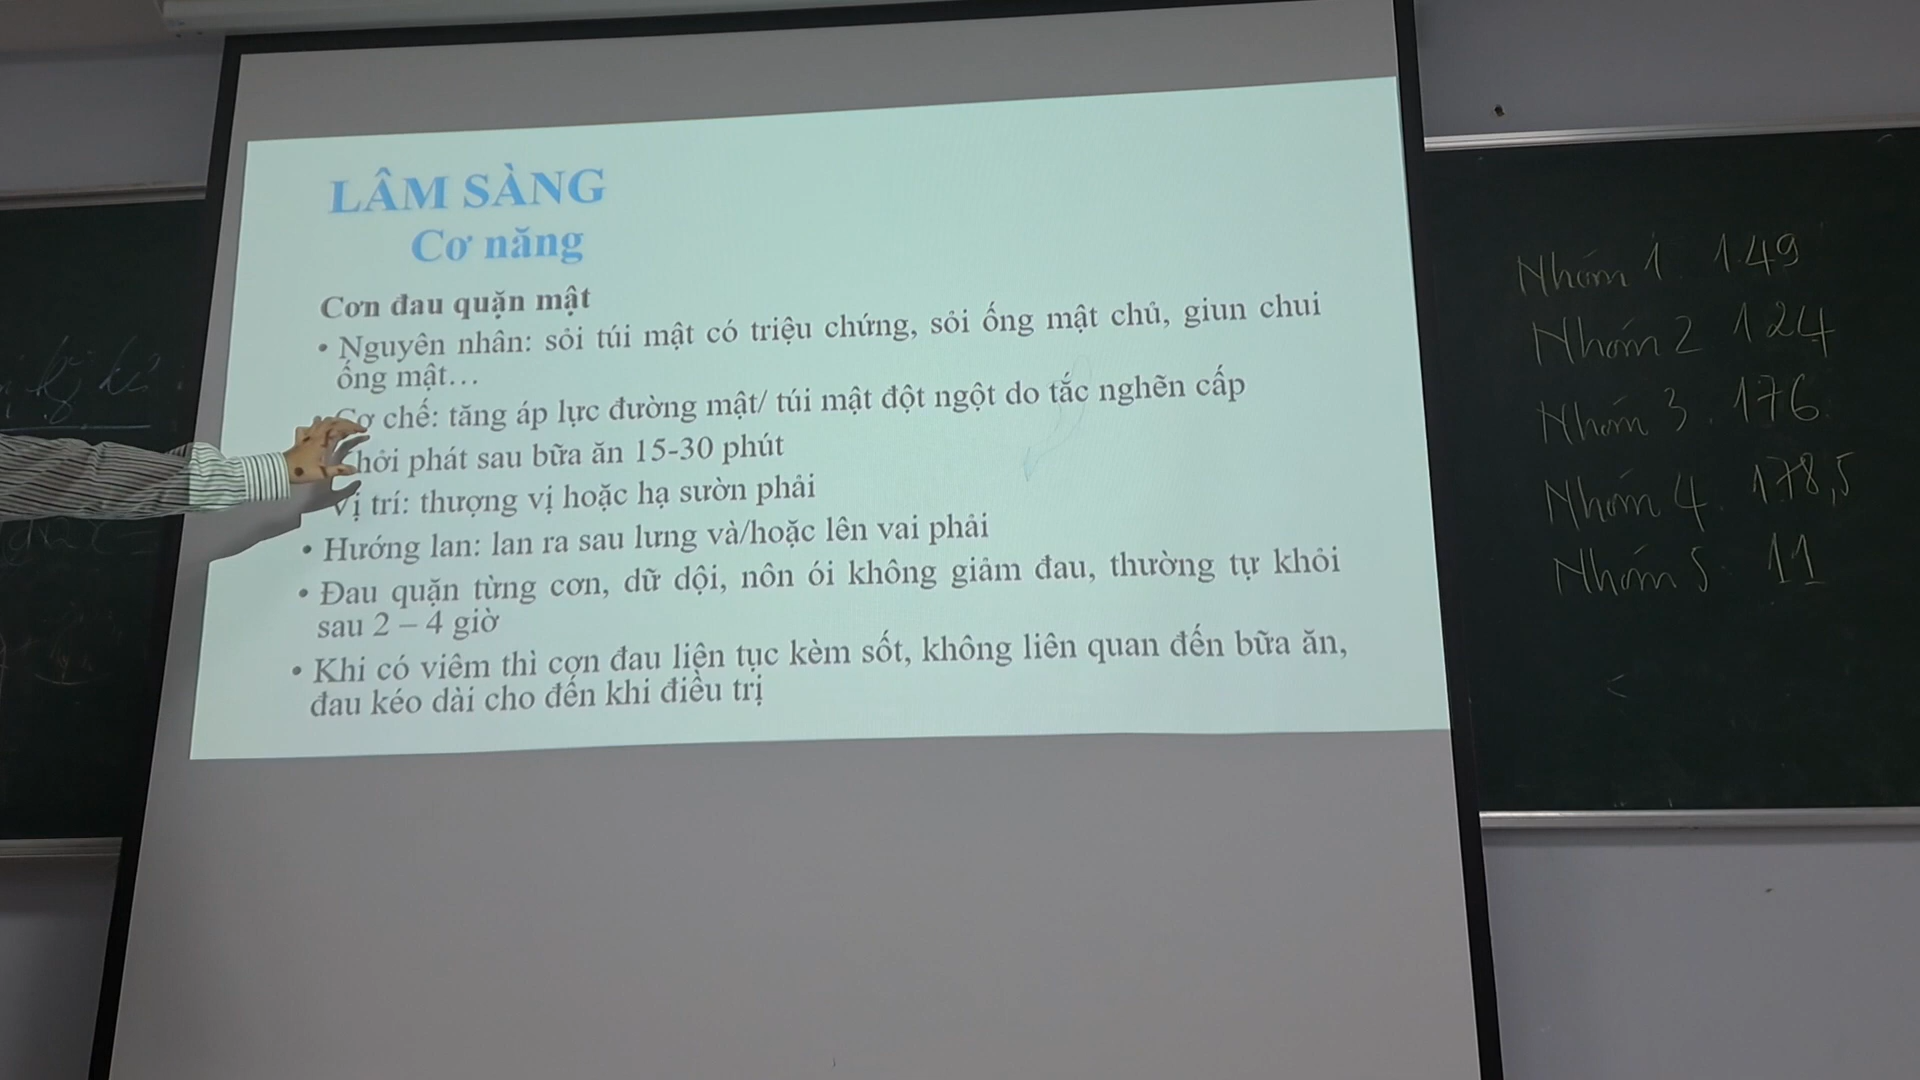 LÂM SÀNG
Cơ năng
Cơn đau quặn mật
• Nguyên nhân: sỏi túi mật có triệu chứng, sỏi ống mật chủ, giun chui
ống mật…
Cơ chế: tăng áp lực đường mật/ túi mật đột ngột do tắc nghẽn cấp
hởi phát sau bữa ăn 15-30 phút
Vị trí: thượng vị hoặc hạ sườn phải
• Hướng lan: lan ra sau lưng và/hoặc lên vai phải
• Đau quặn từng cơn, dữ dội, nôn ói không giảm đau, thường tự khỏi
sau 2 – 4 giờ
• Khi có viêm thì cơn đau liên tục kèm sốt, không liên quan đến bữa ăn,
đau kéo dài cho đến khi điều trị
Nhóm 1 149
Nhóm 2 124
Nhóm 3. 176
Nhóm 4. 178,5
Nhóm 5. 11